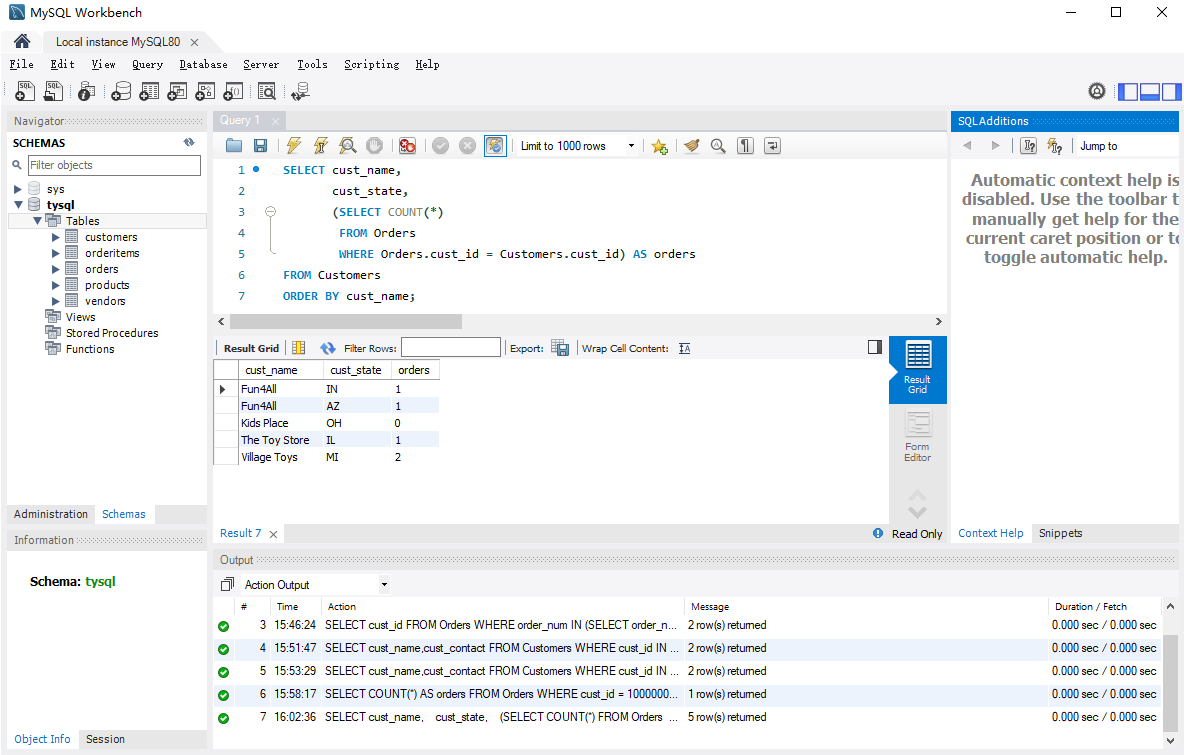 MySQL Workbench
Local instance MySQL80
File Edit View Query Database Server Tools Scripting Help
Navigator
SCHEMAS
Filter objects
sys
tysql
Tables
customers
orderitems
orders
products
vendors
Views
Stored Procedures
Functions
Administration Schemas
Information
Schema: tysql
Object Info Session
Query 1
Limit to 1000 rows
1 SELECT cust_name,
2 cust_state,
3 (SELECT COUNT(*)
4 FROM Orders
5 WHERE Orders.cust_id = Customers.cust_id) AS orders
6 FROM Customers
7 ORDER BY cust_name;
Result Grid Filter Rows: Export: Wrap Cell Content:
cust_name cust_state orders
Fun4All IN 1
Fun4All AZ 1
Kids Place OH 0
The Toy Store IL 1
Village Toys MI 2
Result
Grid
Form
Editor
Result 7 Read Only
SQLAdditions
Jump to
Automatic context help is
disabled. Use the toolbar t
manually get help for the
current caret position or to
toggle automatic help.
Context Help Snippets
Output
Action Output
# Time Action Message Duration / Fetch
3 15:46:24 SELECT cust_id FROM Orders WHERE order_num IN (SELECT order_n... 2 row(s) returned 0.000 sec / 0.000 sec
4 15:51:47 SELECT cust_name,cust_contact FROM Customers WHERE cust_id IN ... 2 row(s) returned 0.000 sec / 0.000 sec
5 15:53:29 SELECT cust_name,cust_contact FROM Customers WHERE cust_id IN ... 2 row(s) returned 0.000 sec / 0.000 sec
6 15:58:17 SELECT COUNT(*) AS orders FROM Orders WHERE cust_id = 1000000... 1 row(s) returned 0.000 sec / 0.000 sec
7 16:02:36 SELECT cust_name, cust_state, (SELECT COUNT(*) FROM Orders ... 5 row(s) returned 0.000 sec / 0.000 sec